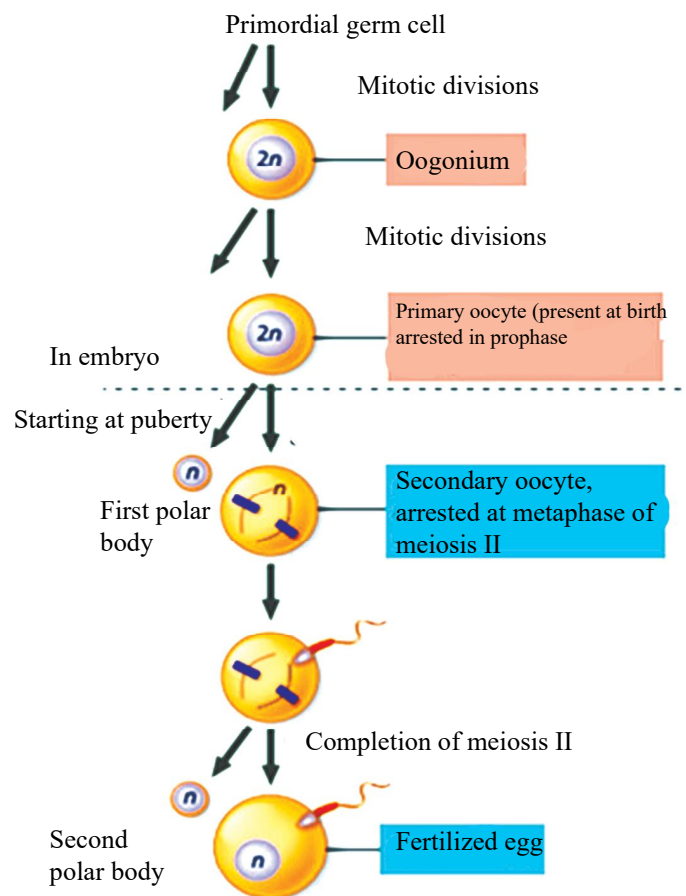 Primordial germ cell
Mitotic divisions
2n
Oogonium
Mitotic divisions
2n
Primary oocyte (present at birth
arrested in prophase
In embryo
Starting at puberty
n
n
First polar
body
Secondary oocyte,
arrested at metaphase of
meiosis II
Completion of meiosis II
n
Second
polar body
n
Fertilized egg